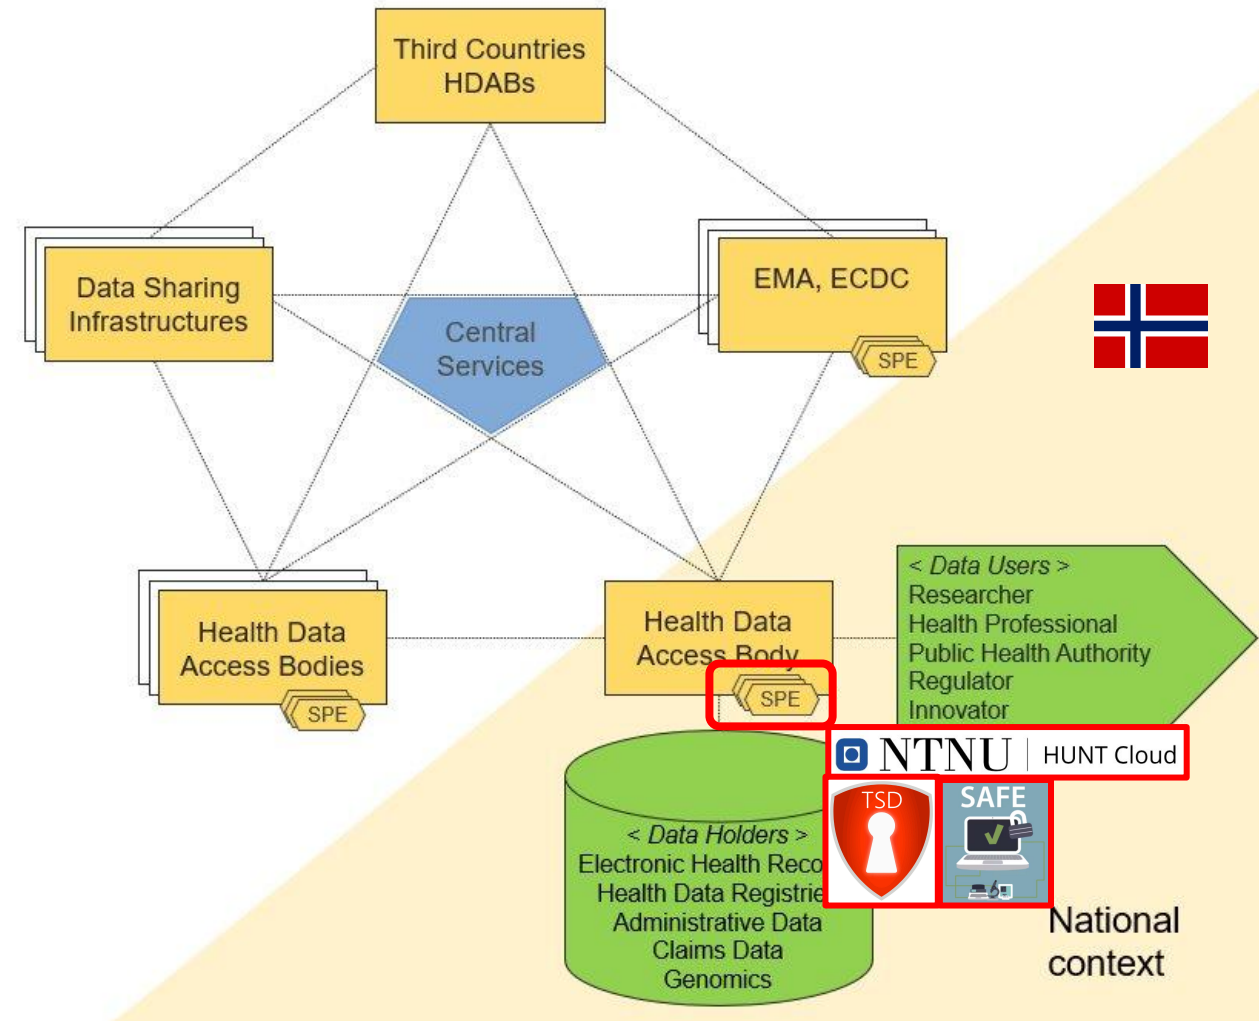 Third Countries
HDABs
Data Sharing
Infrastructures
EMA, ECDC
SPE
Central
Services
Health Data
Access Bodies
SPE
Health Data
Access Body
SPE
< Data Users >
Researcher
Health Professional
Public Health Authority
Regulator
Innovator
NTNU | HUNT Cloud
TSD
SAFE
< Data Holders >
Electronic Health Reco
Health Data Registrie
Administrative Data
Claims Data
Genomics
National
context